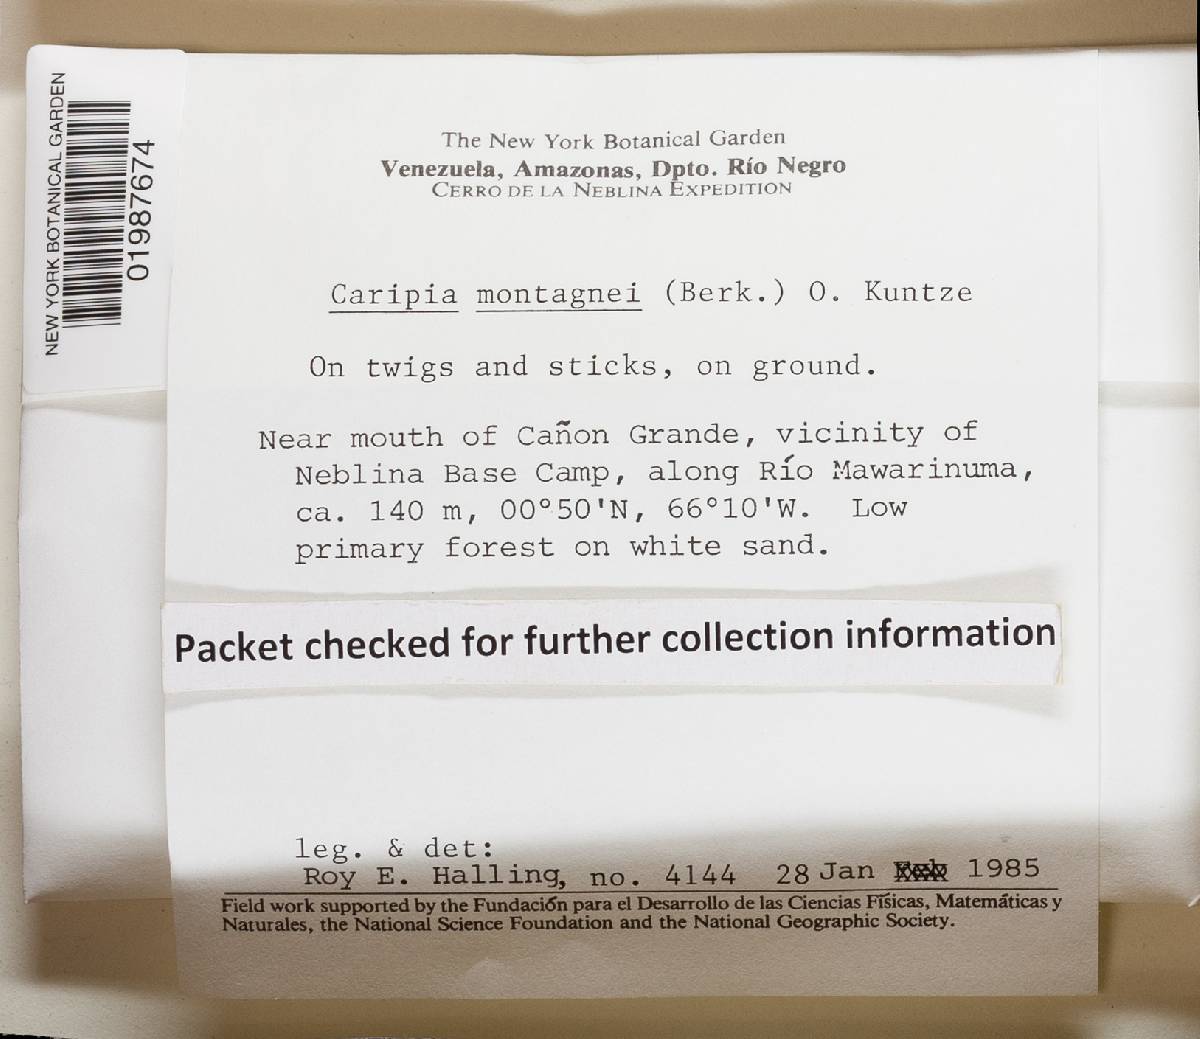 NEW YORK BOTANICAL GARDEN
01987674
The New York Botanical Garden
Venezuela, Amazonas, Dpto. Río Negro
CERRO DE LA NEBLINA EXPEDITION
Caripia montagnei (Berk.) O. Kuntze
On twigs and sticks, on ground.
Near mouth of Cañon Grande, vicinity of
Neblina Base Camp, along Río Mawarinuma,
ca. 140 m, 00°50'N, 66°10'W. Low
primary forest on white sand.
Packet checked for further collection information
leg. & det:
Roy E. Halling, no. 4144 28 Jan 1985
Field work supported by the Fundación para el Desarrollo de las Ciencias Físicas, Matemáticas y
Naturales, the National Science Foundation and the National Geographic Society.